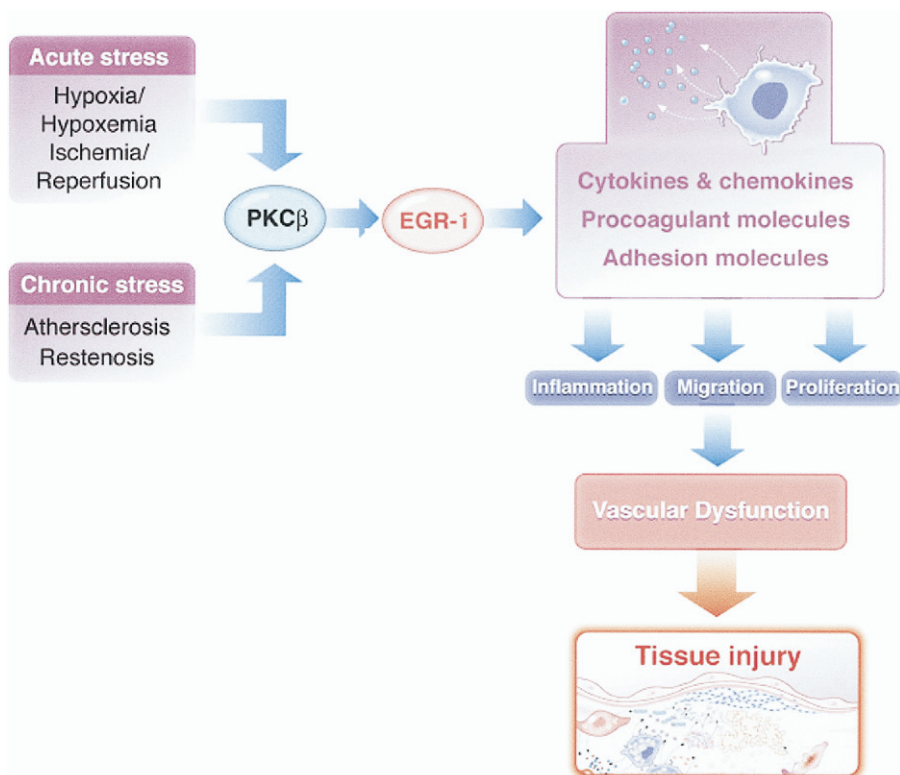 Acute stress
Hypoxia/
Hypoxemia
Ischemia/
Reperfusion
Chronic stress
Athersclerosis
Restenosis
PKCβ
EGR-1
Cytokines & chemokines
Procoagulant molecules
Adhesion molecules
Inflammation
Migration
Proliferation
Vascular Dysfunction
Tissue injury